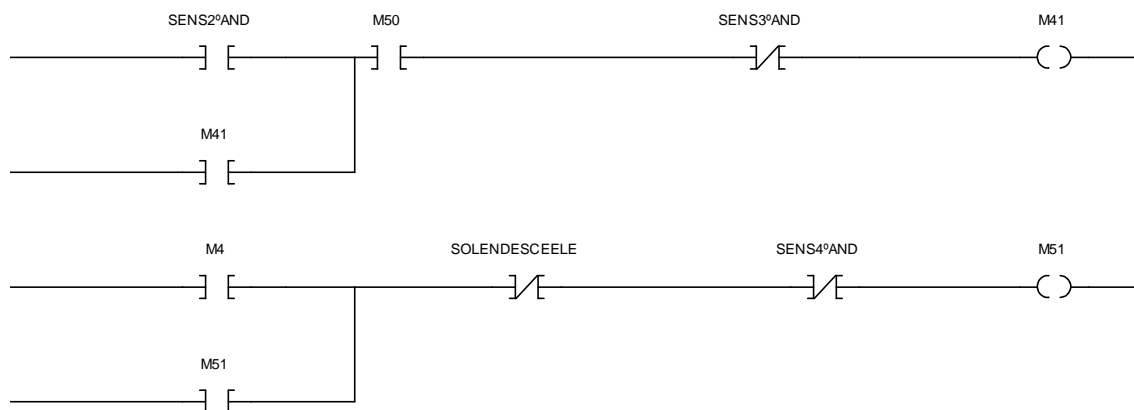 SENS2ºAND M50 SENS3ºAND M41
M41
M4 SOLENDESCEELE SENS4ºAND M51
M51